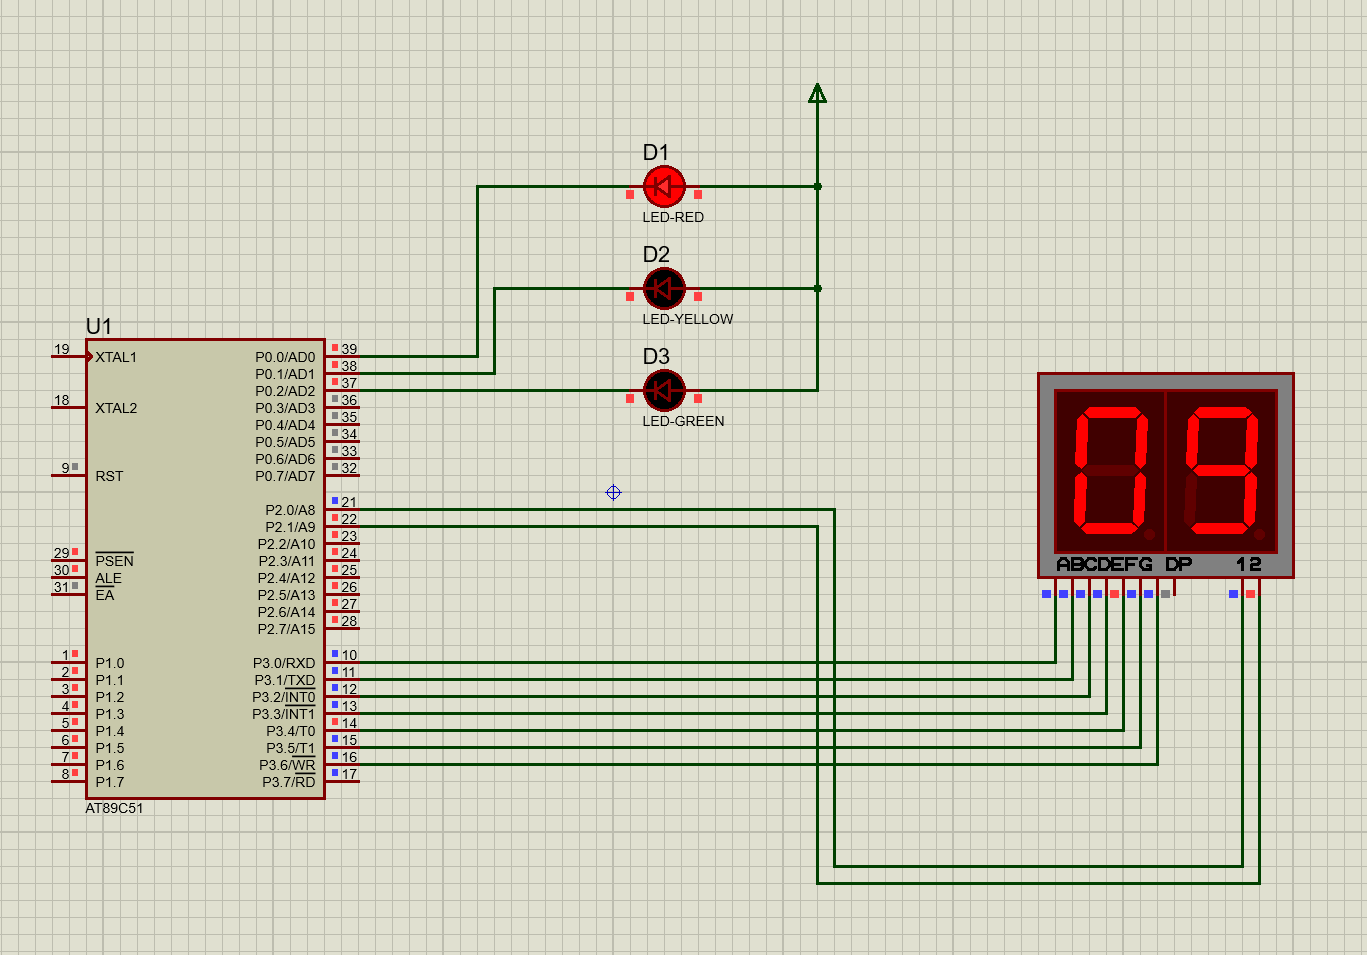 D1
LED-RED
D2
LED-YELLOW
D3
LED-GREEN
U1
19 XTAL1 P0.0/AD0 39
P0.1/AD1 38
P0.2/AD2 37
18 XTAL2 P0.3/AD3 36
P0.4/AD4 35
P0.5/AD5 34
P0.6/AD6 33
9 RST P0.7/AD7 32
P2.0/A8 21
P2.1/A9 22
P2.2/A10 23
29 PSEN P2.3/A11 24
30 ALE P2.4/A12 25
31 EA P2.5/A13 26
P2.6/A14 27
P2.7/A15 28
1 P1.0 P3.0/RXD 10
2 P1.1 P3.1/TXD 11
3 P1.2 P3.2/INT0 12
4 P1.3 P3.3/INT1 13
5 P1.4 P3.4/T0 14
6 P1.5 P3.5/T1 15
7 P1.6 P3.6/WR 16
8 P1.7 P3.7/RD 17
AT89C51
09
ABCDEFG DP 12